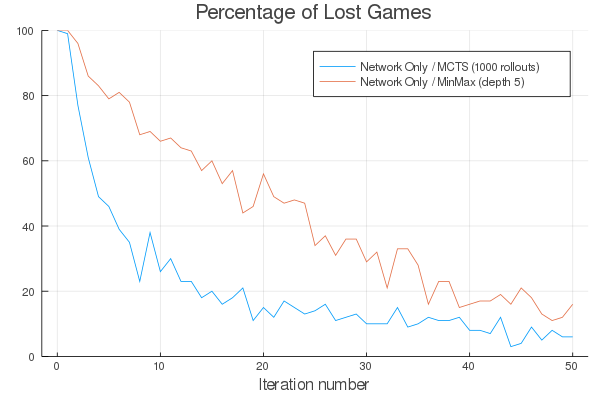 Percentage of Lost Games
100
80
60
40
20
0
Network Only / MCTS (1000 rollouts)
Network Only / MinMax (depth 5)
0 10 20 30 40 50
Iteration number